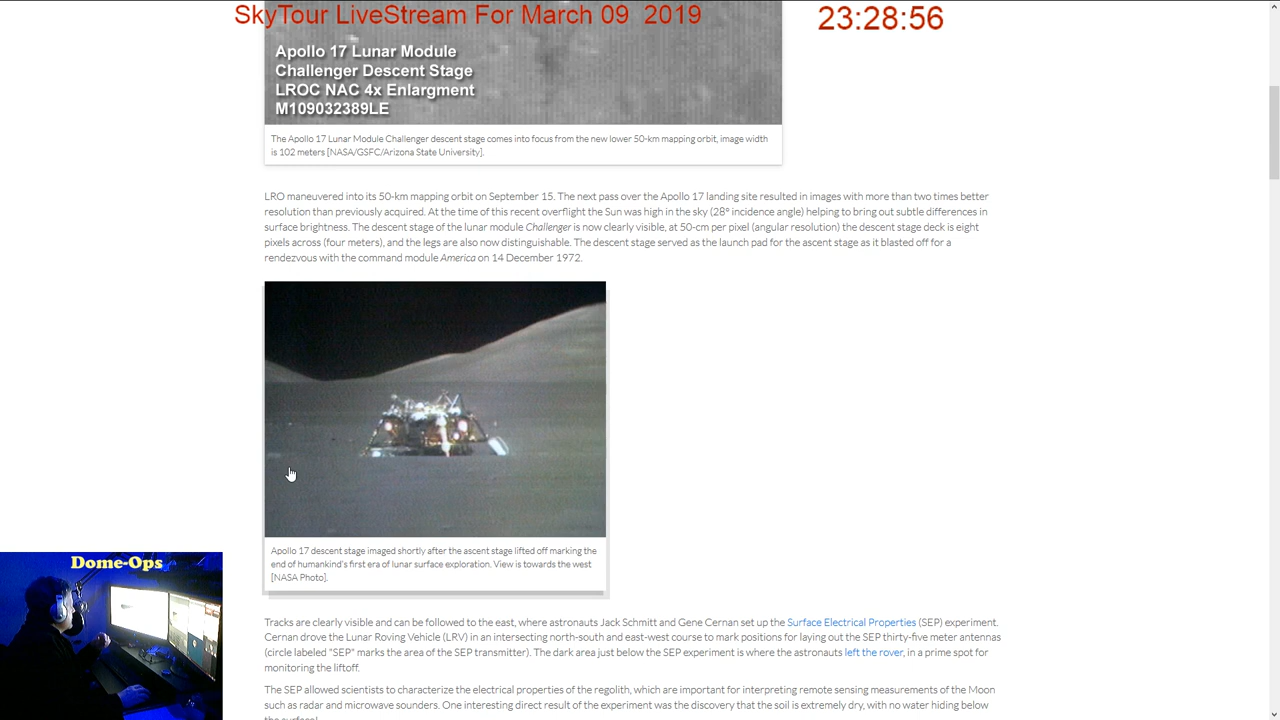 SkyTour LiveStream For March 09 2019
23:28:56
Apollo 17 Lunar Module
Challenger Descent Stage
LROC NAC 4x Enlargment
M109032389LE
The Apollo 17 Lunar Module Challenger descent stage comes into focus from the new lower 50-km mapping orbit, image width
is 102 meters [NASA/GSFC/Arizona State University].
LRO maneuvered into its 50-km mapping orbit on September 15. The next pass over the Apollo 17 landing site resulted in images with more than two times better
resolution than previously acquired. At the time of this recent overflight the Sun was high in the sky (28° incidence angle) helping to bring out subtle differences in
surface brightness. The descent stage of the lunar module Challenger is now clearly visible, at 50-cm per pixel (angular resolution) the descent stage deck is eight
pixels across (four meters), and the legs are also now distinguishable. The descent stage served as the launch pad for the ascent stage as it blasted off for a
rendezvous with the command module America on 14 December 1972.
Apollo 17 descent stage imaged shortly after the ascent stage lifted off marking the
end of humankind's first era of lunar surface exploration. View is towards the west
[NASA Photo].
Dome-Ops
Tracks are clearly visible and can be followed to the east, where astronauts Jack Schmitt and Gene Cernan set up the Surface Electrical Properties (SEP) experiment.
Cernan drove the Lunar Roving Vehicle (LRV) in an intersecting north-south and east-west course to mark positions for laying out the SEP thirty-five meter antennas
(circle labeled "SEP" marks the area of the SEP transmitter). The dark area just below the SEP experiment is where the astronauts left the rover, in a prime spot for
monitoring the liftoff.
The SEP allowed scientists to characterize the electrical properties of the regolith, which are important for interpreting remote sensing measurements of the Moon
such as radar and microwave sounders. One interesting direct result of the experiment was the discovery that the soil is extremely dry, with no water hiding below
the surface!